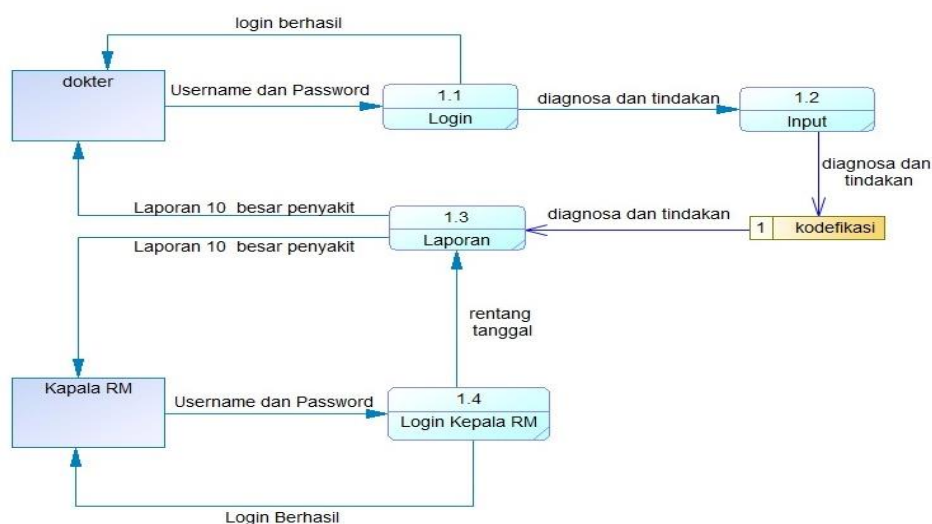 login berhasil
dokter
Username dan Password
1.1
Login
diagnosa dan tindakan
1.2
Input
diagnosa dan
tindakan
Laporan 10 besar penyakit
1.3
Laporan
diagnosa dan tindakan
1 kodefikasi
Laporan 10 besar penyakit
rentang
tanggal
Kapala RM
Username dan Password
1.4
Login Kepala RM
Login Berhasil